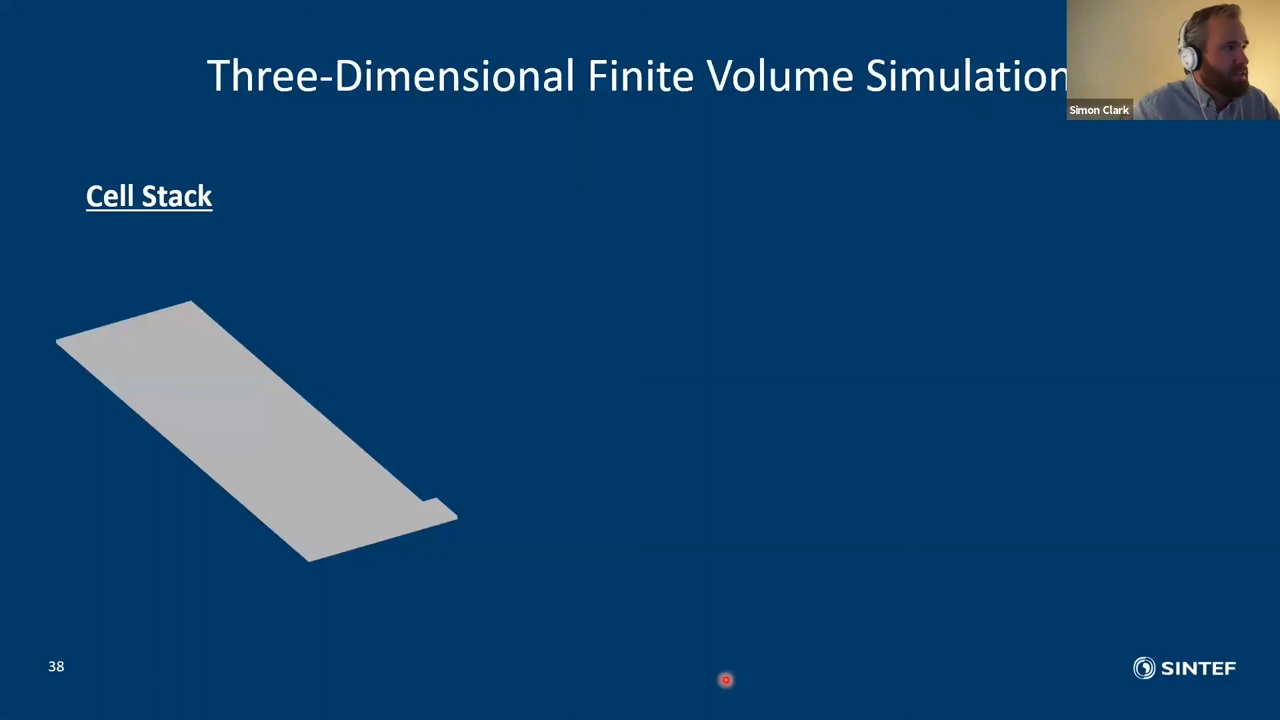 Three-Dimensional Finite Volume Simulation
Simon Clark
Cell Stack
38
SINTEF